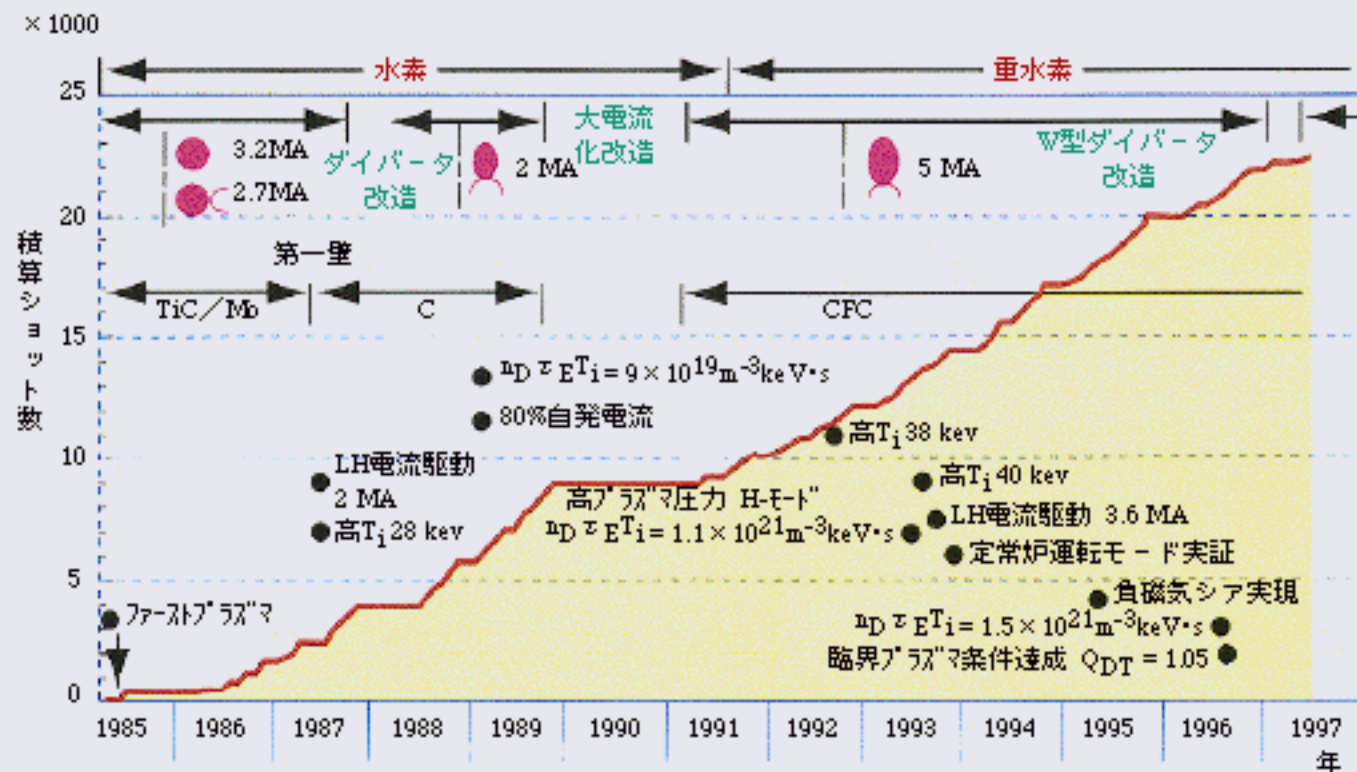 ×1000
水素
重水素
25
3.2MA
2.7MA
ダイバータ
改造
2 MA
大電流
化改造
5 MA
W型ダイバータ
改造
20
積算ショット数
第一壁
TiC／Mo
C
CFC
15
nDτETi = 9×10^19m^-3keV・s
80%自発電流
高Ti 38 kev
10
LH電流駆動
2 MA
高Ti 28 kev
高プラズマ圧力 H-モード
nDτETi = 1.1×10^21m^-3keV・s
高Ti 40 kev
LH電流駆動 3.6 MA
定常炉運転モード実証
5
ファーストプラズマ
負磁気シア実現
nDτETi = 1.5×10^21m^-3keV・s
臨界プラズマ条件達成 QDT = 1.05
0
1985 1986 1987 1988 1989 1990 1991 1992 1993 1994 1995 1996 1997
年